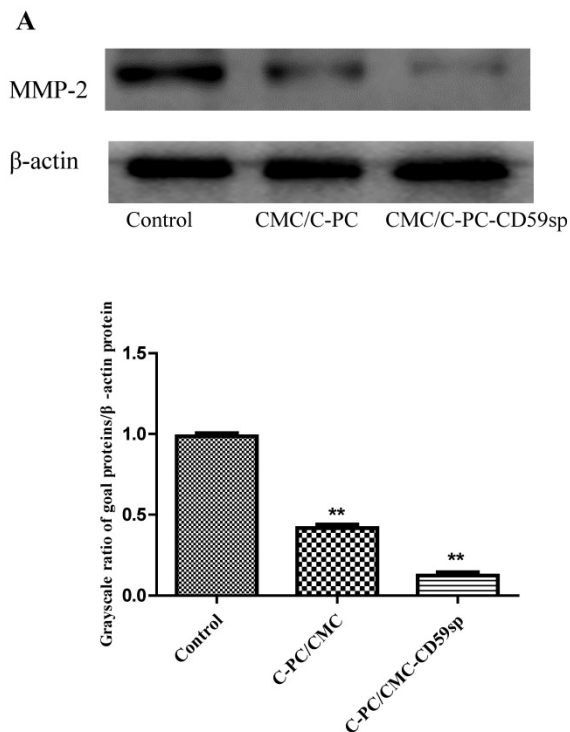 A
MMP-2
β-actin
Control CMC/C-PC CMC/C-PC-CD59sp
Grayscale ratio of goal proteins/β -actin protein
1.5
1.0
0.5
0.0
**
**
Control
C-PC/CMC
C-PC/CMC-CD59sp